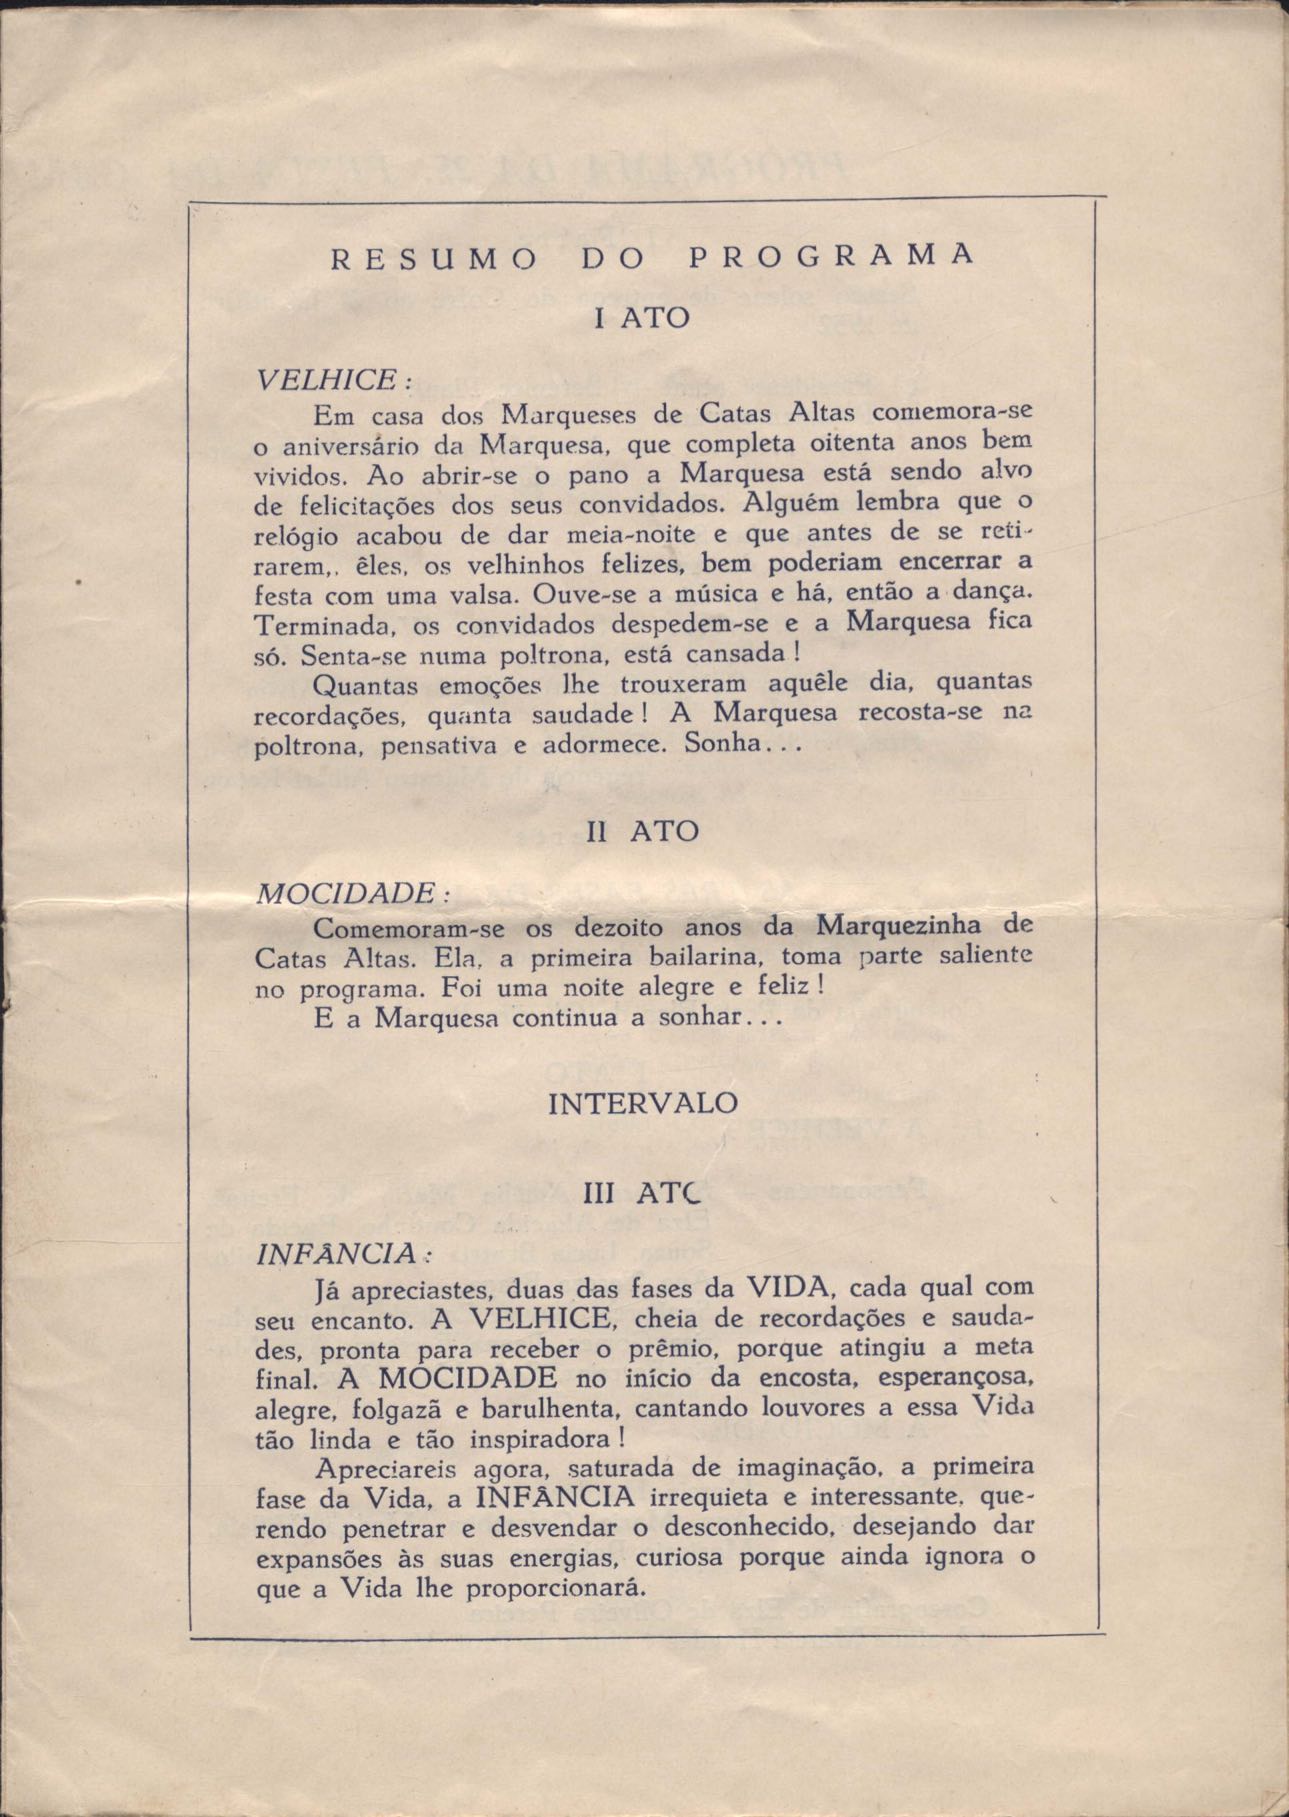 RESUMO DO PROGRAMA
I ATO
VELHICE :
Em casa dos Marqueses de Catas Altas comemora-se
o aniversário da Marquesa, que completa oitenta anos bem
vividos. Ao abrir-se o pano a Marquesa está sendo alvo
de felicitações dos seus convidados. Alguém lembra que o
relógio acabou de dar meia-noite e que antes de se reti-
rarem,. êles, os velhinhos felizes, bem poderiam encerrar a
festa com uma valsa. Ouve-se a música e há, então a dança.
Terminada, os convidados despedem-se e a Marquesa fica
só. Senta-se numa poltrona, está cansada !
Quantas emoções lhe trouxeram aquêle dia, quantas
recordações, quanta saudade ! A Marquesa recosta-se na
poltrona, pensativa e adormece. Sonha...
II ATO
MOCIDADE :
Comemoram-se os dezoito anos da Marquezinha de
Catas Altas. Ela, a primeira bailarina, toma parte saliente
no programa. Foi uma noite alegre e feliz !
E a Marquesa continua a sonhar...
INTERVALO
III ATO
INFÂNCIA :
Já apreciastes, duas das fases da VIDA, cada qual com
seu encanto. A VELHICE, cheia de recordações e sauda-
des, pronta para receber o prêmio, porque atingiu a meta
final. A MOCIDADE no início da encosta, esperançosa,
alegre, folgazã e barulhenta, cantando louvores a essa Vida
tão linda e tão inspiradora !
Apreciareis agora, saturada de imaginação, a primeira
fase da Vida, a INFÂNCIA irrequieta e interessante, que-
rendo penetrar e desvendar o desconhecido, desejando dar
expansões às suas energias, curiosa porque ainda ignora o
que a Vida lhe proporcionará.